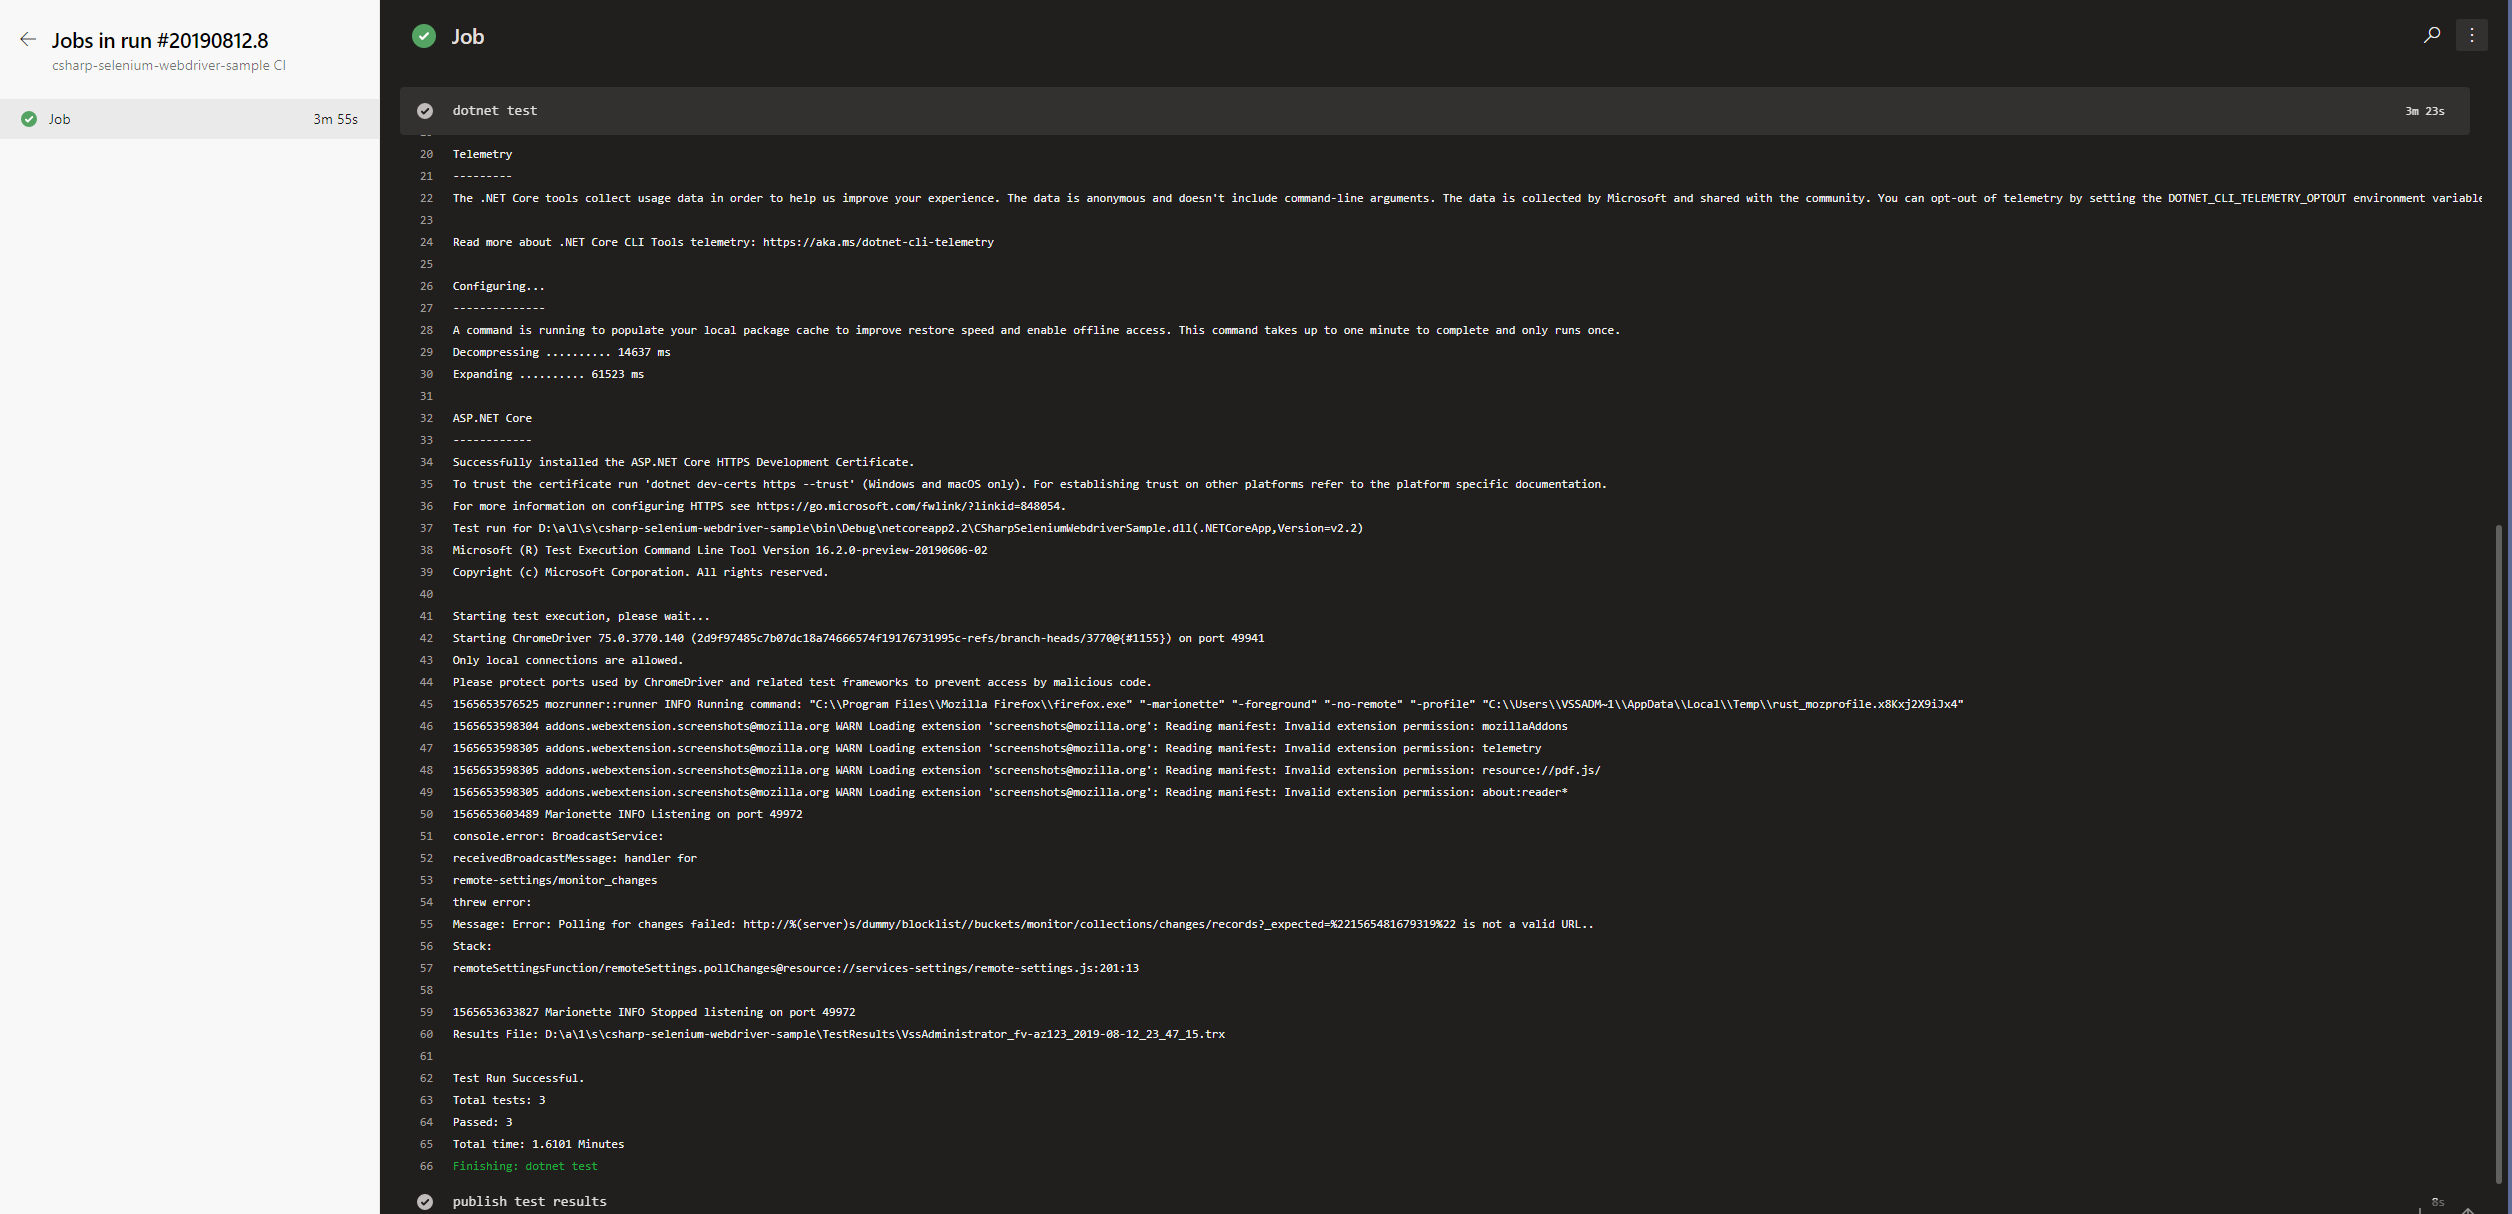 Jobs in run #20190812.8
csharp-selenium-webdriver-sample CI
Job 3m 55s
Job
dotnet test 3m 23s
20 Telemetry
21 ---------
22 The .NET Core tools collect usage data in order to help us improve your experience. The data is anonymous and doesn't include command-line arguments. The data is collected by Microsoft and shared with the community. You can opt-out of telemetry by setting the DOTNET_CLI_TELEMETRY_OPTOUT environment variable
23
24 Read more about .NET Core CLI Tools telemetry: https://aka.ms/dotnet-cli-telemetry
25
26 Configuring...
27 --------------
28 A command is running to populate your local package cache to improve restore speed and enable offline access. This command takes up to one minute to complete and only runs once.
29 Decompressing .......... 14637 ms
30 Expanding .......... 61523 ms
31
32 ASP.NET Core
33 ------------
34 Successfully installed the ASP.NET Core HTTPS Development Certificate.
35 To trust the certificate run 'dotnet dev-certs https --trust' (Windows and macOS only). For establishing trust on other platforms refer to the platform specific documentation.
36 For more information on configuring HTTPS see https://go.microsoft.com/fwlink/?linkid=848054.
37 Test run for D:\a\1\s\csharp-selenium-webdriver-sample\bin\Debug\netcoreapp2.2\CSharpSeleniumWebdriverSample.dll(.NETCoreApp,Version=v2.2)
38 Microsoft (R) Test Execution Command Line Tool Version 16.2.0-preview-20190606-02
39 Copyright (c) Microsoft Corporation. All rights reserved.
40
41 Starting test execution, please wait...
42 Starting ChromeDriver 75.0.3770.140 (2d9f97485c7b07dc18a74666574f19176731995c-refs/branch-heads/3770@{#1155}) on port 49941
43 Only local connections are allowed.
44 Please protect ports used by ChromeDriver and related test frameworks to prevent access by malicious code.
45 1565653576525 mozrunner::runner INFO Running command: "C:\\Program Files\\Mozilla Firefox\\firefox.exe" "-marionette" "-foreground" "-no-remote" "-profile" "C:\\Users\\VSSADM~1\\AppData\\Local\\Temp\\rust_mozprofile.x8Kxj2X9iJx4"
46 1565653598304 addons.webextension.screenshots@mozilla.org WARN Loading extension 'screenshots@mozilla.org': Reading manifest: Invalid extension permission: mozillaAddons
47 1565653598305 addons.webextension.screenshots@mozilla.org WARN Loading extension 'screenshots@mozilla.org': Reading manifest: Invalid extension permission: telemetry
48 1565653598305 addons.webextension.screenshots@mozilla.org WARN Loading extension 'screenshots@mozilla.org': Reading manifest: Invalid extension permission: resource://pdf.js/
49 1565653598305 addons.webextension.screenshots@mozilla.org WARN Loading extension 'screenshots@mozilla.org': Reading manifest: Invalid extension permission: about:reader*
50 1565653603489 Marionette INFO Listening on port 49972
51 console.error: BroadcastService:
52 receivedBroadcastMessage: handler for
53 remote-settings/monitor_changes
54 threw error:
55 Message: Error: Polling for changes failed: http://%(server)s/dummy/blocklist//buckets/monitor/collections/changes/records?_expected=%221565481679319%22 is not a valid URL..
56 Stack:
57 remoteSettingsFunction/remoteSettings.pollChanges@resource://services-settings/remote-settings.js:201:13
58
59 1565653633827 Marionette INFO Stopped listening on port 49972
60 Results File: D:\a\1\s\csharp-selenium-webdriver-sample\TestResults\VssAdministrator_fv-az123_2019-08-12_23_47_15.trx
61
62 Test Run Successful.
63 Total tests: 3
64 Passed: 3
65 Total time: 1.6101 Minutes
66 Finishing: dotnet test
publish test results 8s